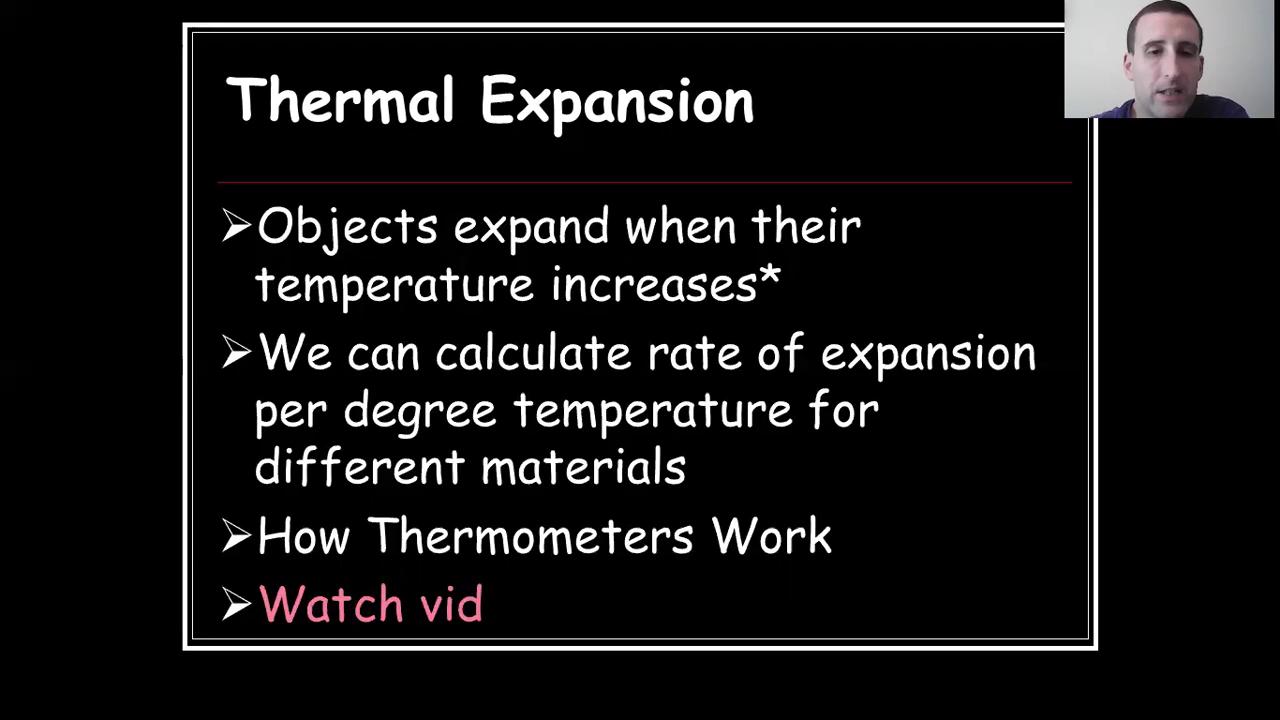 Thermal Expansion
➢Objects expand when their
temperature increases*
➢We can calculate rate of expansion
per degree temperature for
different materials
➢How Thermometers Work
➢Watch vid